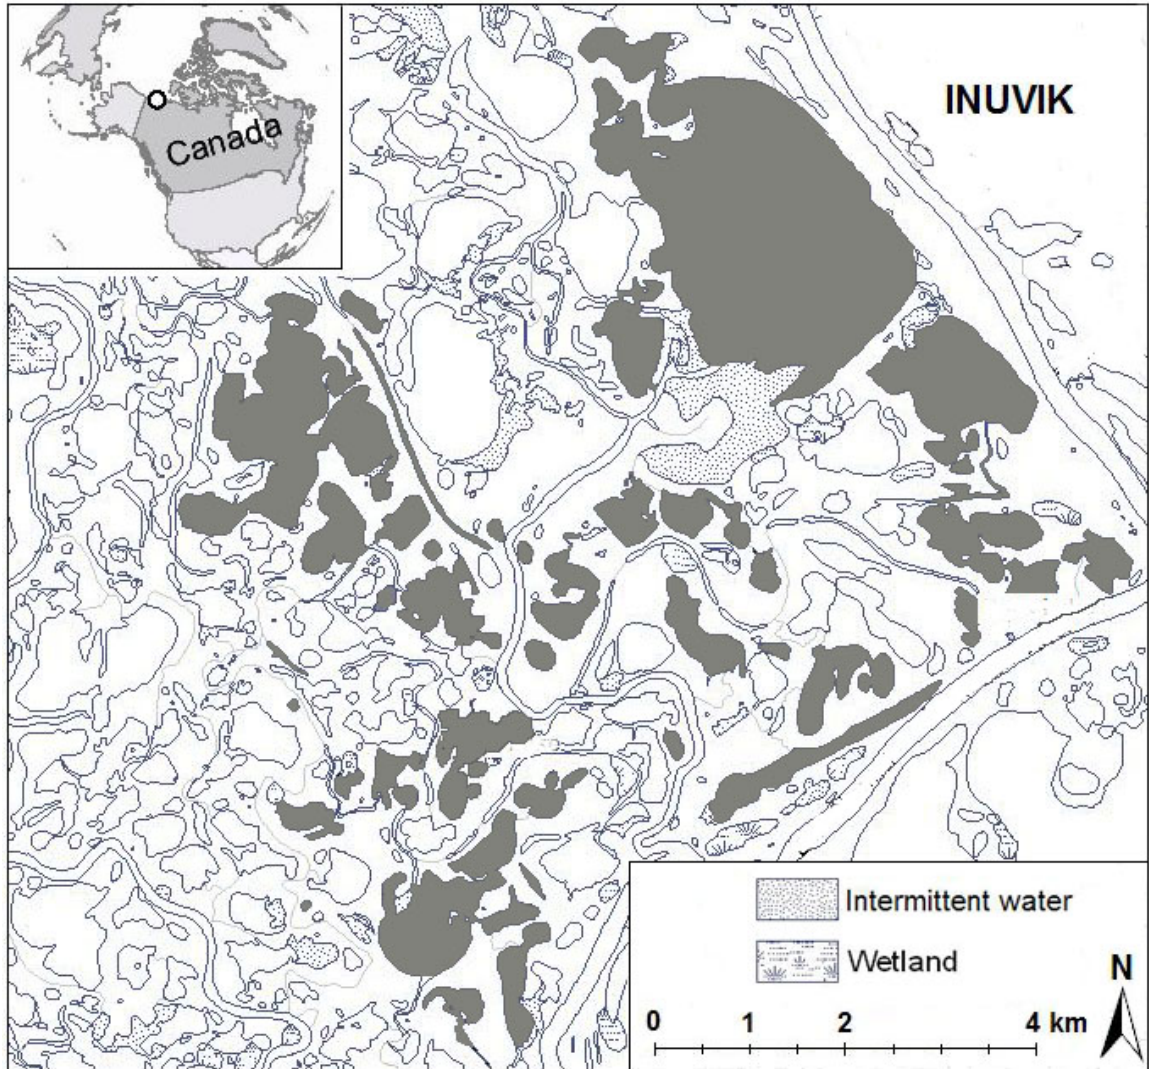 Canada
INUVIK
Intermittent water
Wetland
N
0 1 2 4 km